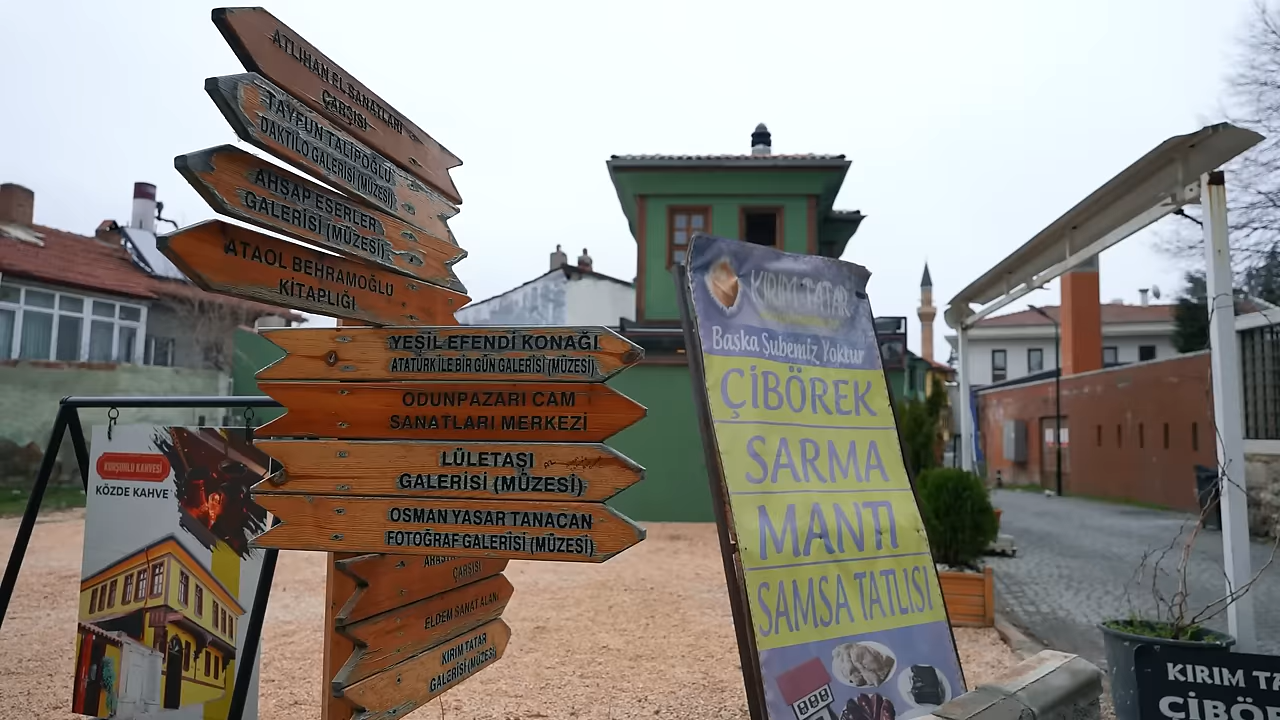 ATLIHAN EL SANATLARI
ÇARŞISI
TAYFUN TALİPOĞLU
DAKTİLO GALERİSİ (MÜZESİ)
AHŞAP ESERLER
GALERİSİ (MÜZESİ)
ATAOL BEHRAMOĞLU
KİTAPLIĞI
YEŞİL EFENDİ KONAĞI
ATATÜRK İLE BİR GÜN GALERİSİ (MÜZESİ)
ODUNPAZARI CAM
SANATLARI MERKEZİ
LÜLETAŞI
GALERİSİ (MÜZESİ)
OSMAN YAŞAR TANAÇAN
FOTOĞRAF GALERİSİ (MÜZESİ)
ARASTA
ÇARŞISI
ELDEM SANAT ALANI
KIRIM TATAR
GALERİSİ (MÜZESİ)
KURŞUNLU KAHVESİ
KÖZDE KAHVE
KIRIM TATAR
Başka Şubemiz Yoktur
ÇİBÖREK
SARMA
MANTI
SAMSA TATLISI
KIRIM TA
ÇİBÖR